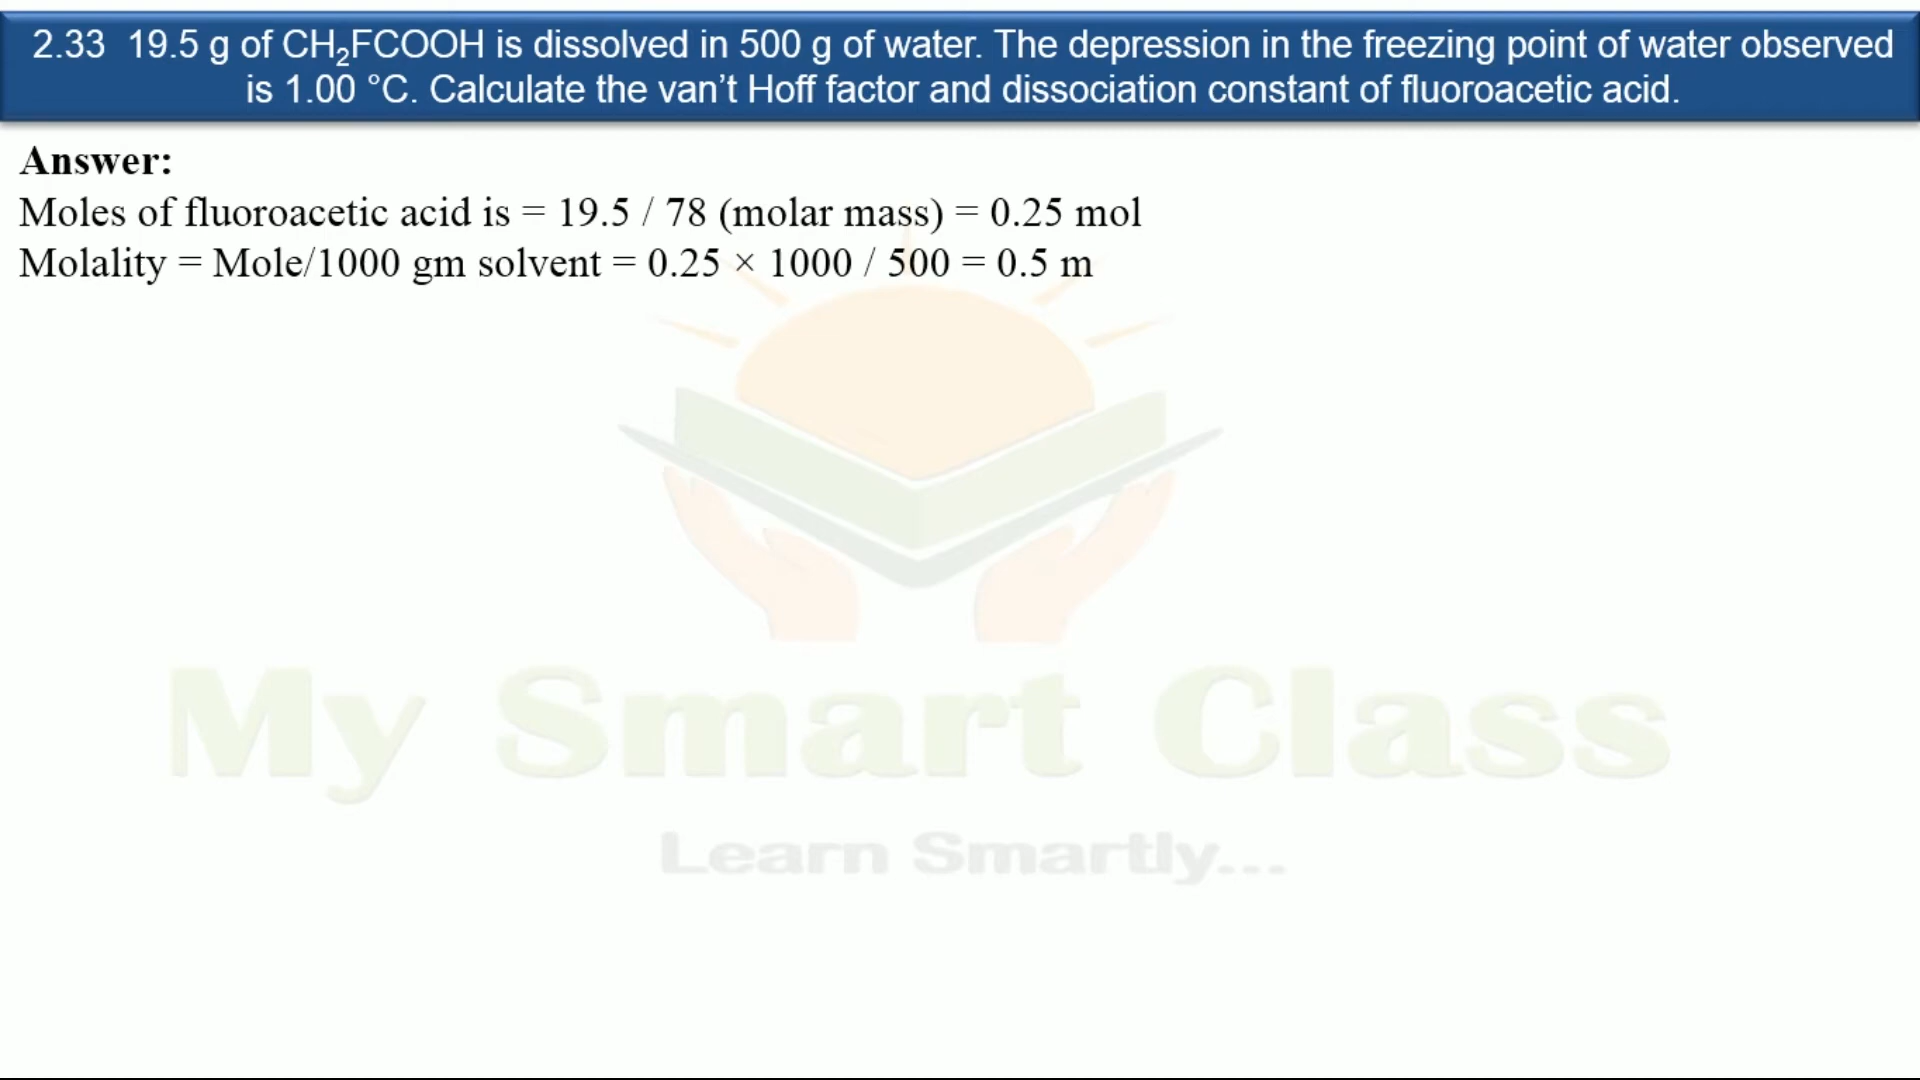 2.33 19.5 g of CH₂FCOOH is dissolved in 500 g of water. The depression in the freezing point of water observed
is 1.00 °C. Calculate the van’t Hoff factor and dissociation constant of fluoroacetic acid.
Answer:
Moles of fluoroacetic acid is = 19.5 / 78 (molar mass) = 0.25 mol
Molality = Mole/1000 gm solvent = 0.25 × 1000 / 500 = 0.5 m
My Smart Class
Learn Smartly...